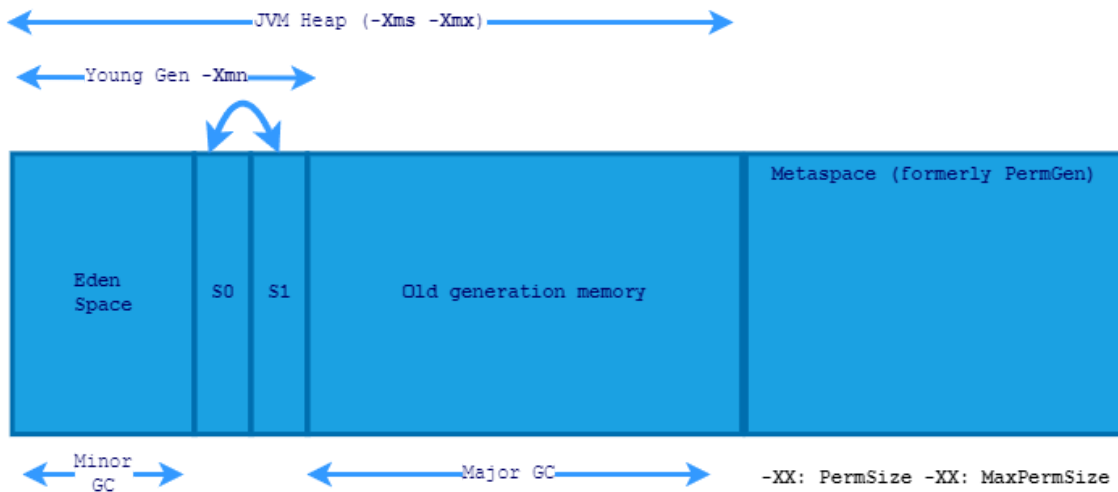 JVM Heap (-Xms -Xmx)
Young Gen -Xmn
Metaspace (formerly PermGen)
Eden
Space
S0
S1
Old generation memory
Minor
GC
Major GC
-XX: PermSize -XX: MaxPermSize